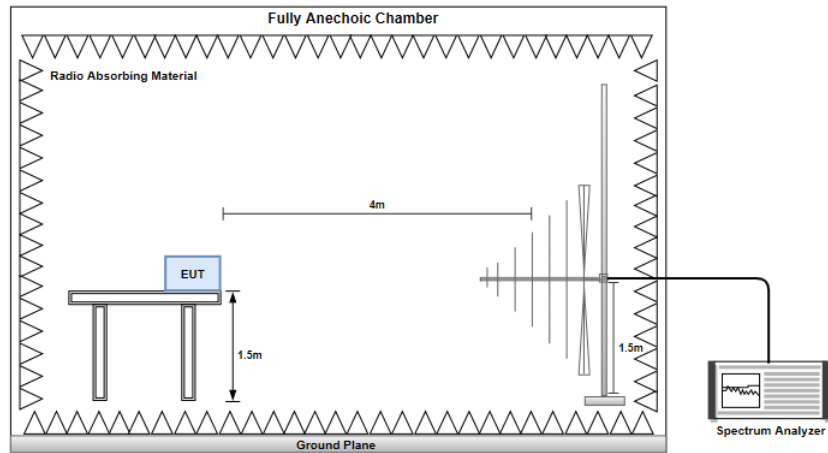 Fully Anechoic Chamber
Radio Absorbing Material
4m
EUT
1.5m
1.5m
Ground Plane
Spectrum Analyzer